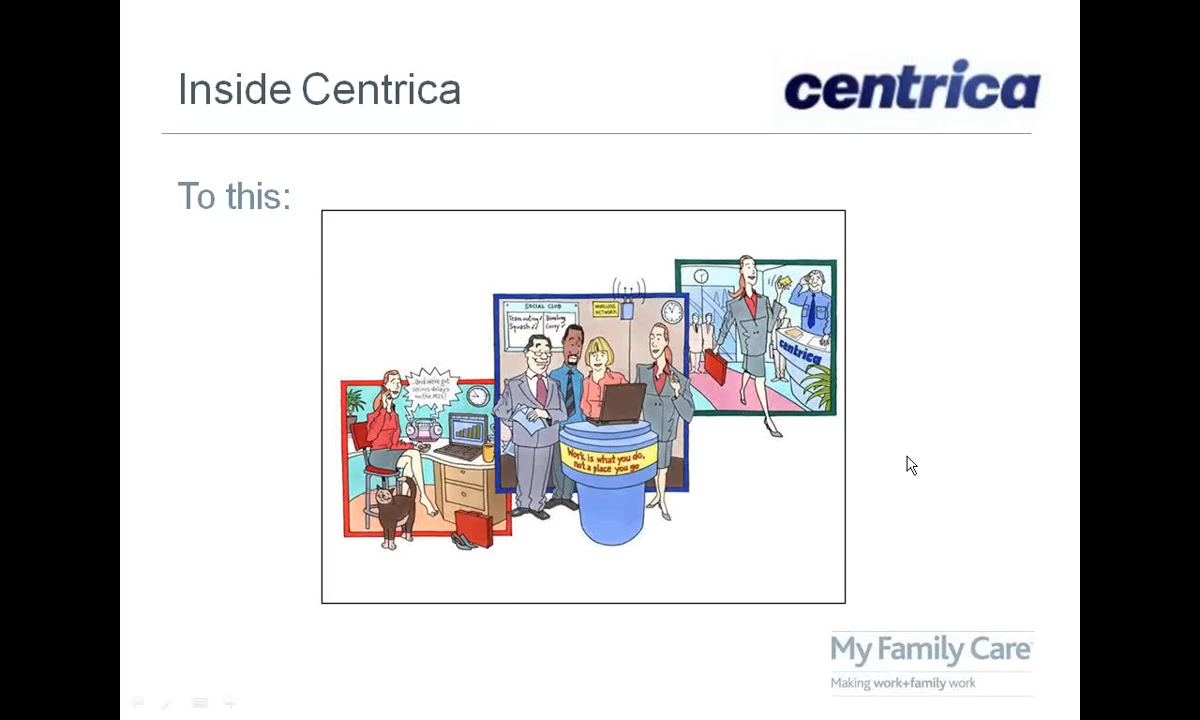 Inside Centrica
centrica
To this:
SOCIAL CLUB
WIRELESS
NETWORK
Team outing
Bowling
Squash
Curry
centrica
...and we've got
serious delays
on the M25!
Work is what you do,
not a place you go
My Family Care
Making work+family work